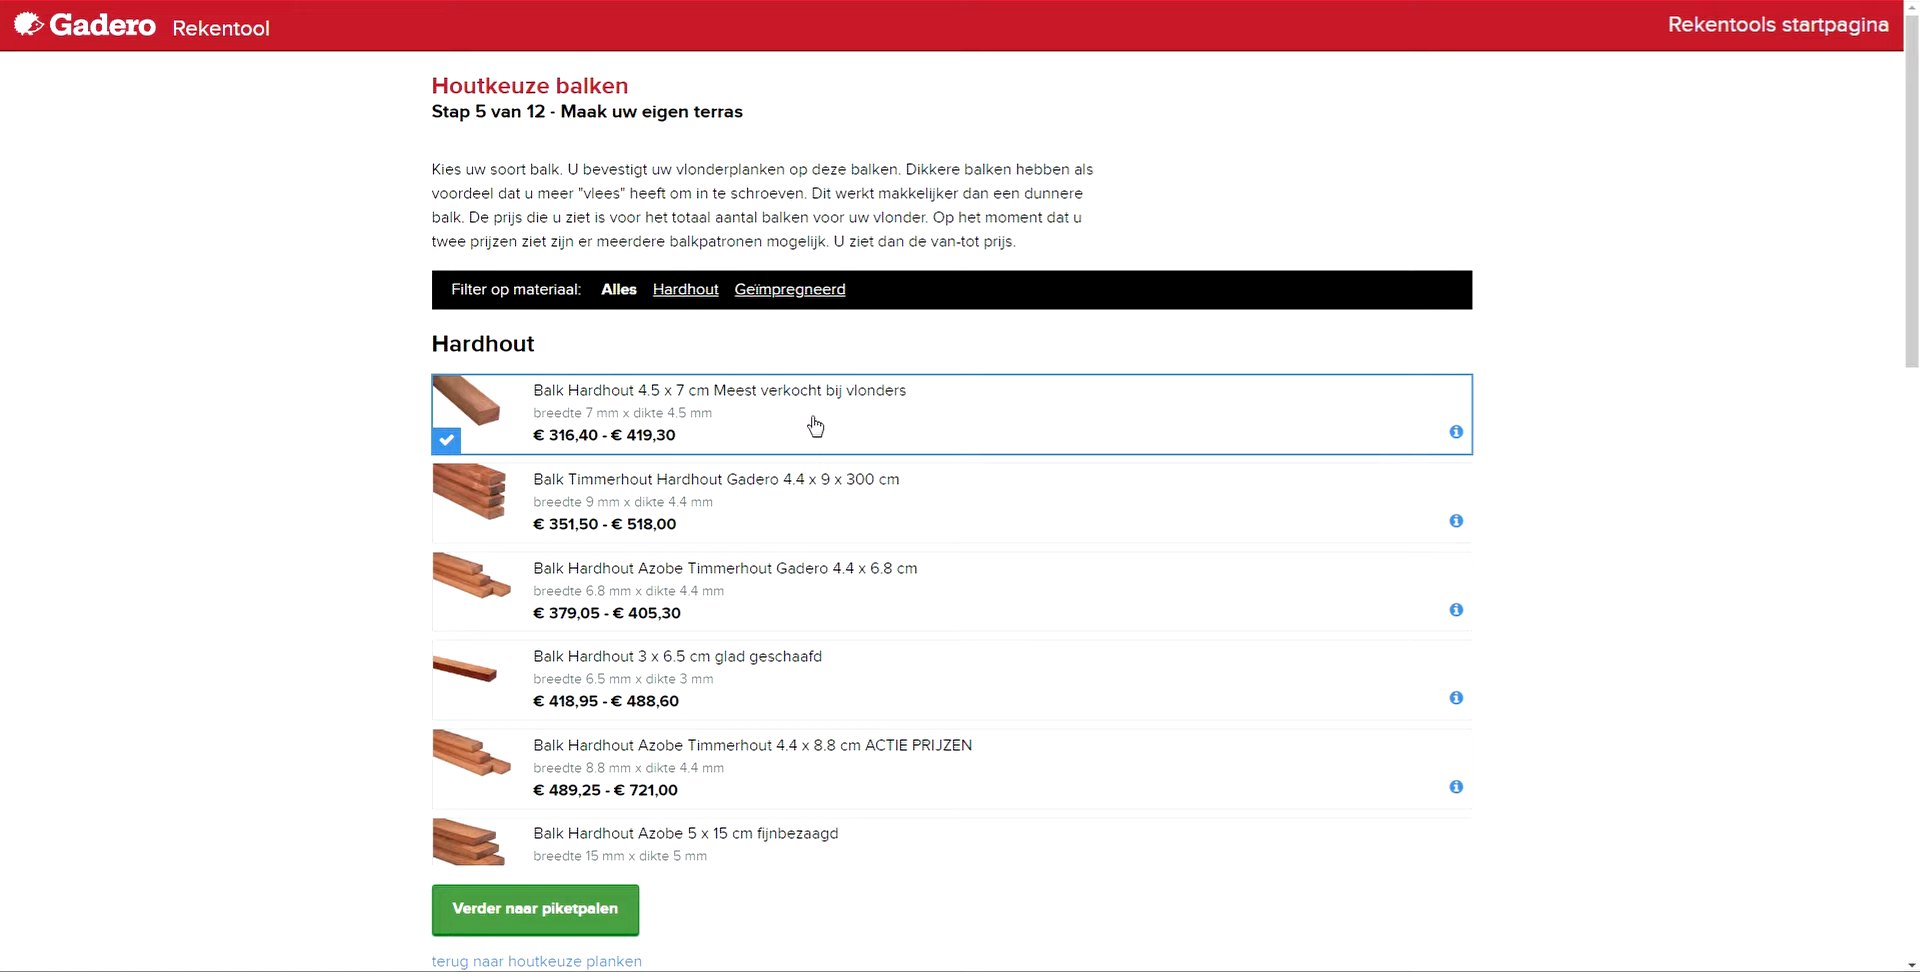 Gadero Rekentool
Rekentools startpagina
Houtkeuze balken
Stap 5 van 12 - Maak uw eigen terras
Kies uw soort balk. U bevestigt uw vlonderplanken op deze balken. Dikkere balken hebben als
voordeel dat u meer "vlees" heeft om in te schroeven. Dit werkt makkelijker dan een dunnere
balk. De prijs die u ziet is voor het totaal aantal balken voor uw vlonder. Op het moment dat u
twee prijzen ziet zijn er meerdere balkpatronen mogelijk. U ziet dan de van-tot prijs.
Filter op materiaal: Alles Hardhout Geïmpregneerd
Hardhout
Balk Hardhout 4.5 x 7 cm Meest verkocht bij vlonders
breedte 7 mm x dikte 4.5 mm
€ 316,40 - € 419,30
Balk Timmerhout Hardhout Gadero 4.4 x 9 x 300 cm
breedte 9 mm x dikte 4.4 mm
€ 351,50 - € 518,00
Balk Hardhout Azobe Timmerhout Gadero 4.4 x 6.8 cm
breedte 6.8 mm x dikte 4.4 mm
€ 379,05 - € 405,30
Balk Hardhout 3 x 6.5 cm glad geschaafd
breedte 6.5 mm x dikte 3 mm
€ 418,95 - € 488,60
Balk Hardhout Azobe Timmerhout 4.4 x 8.8 cm ACTIE PRIJZEN
breedte 8.8 mm x dikte 4.4 mm
€ 489,25 - € 721,00
Balk Hardhout Azobe 5 x 15 cm fijnbezaagd
breedte 15 mm x dikte 5 mm
Verder naar piketpalen
terug naar houtkeuze planken